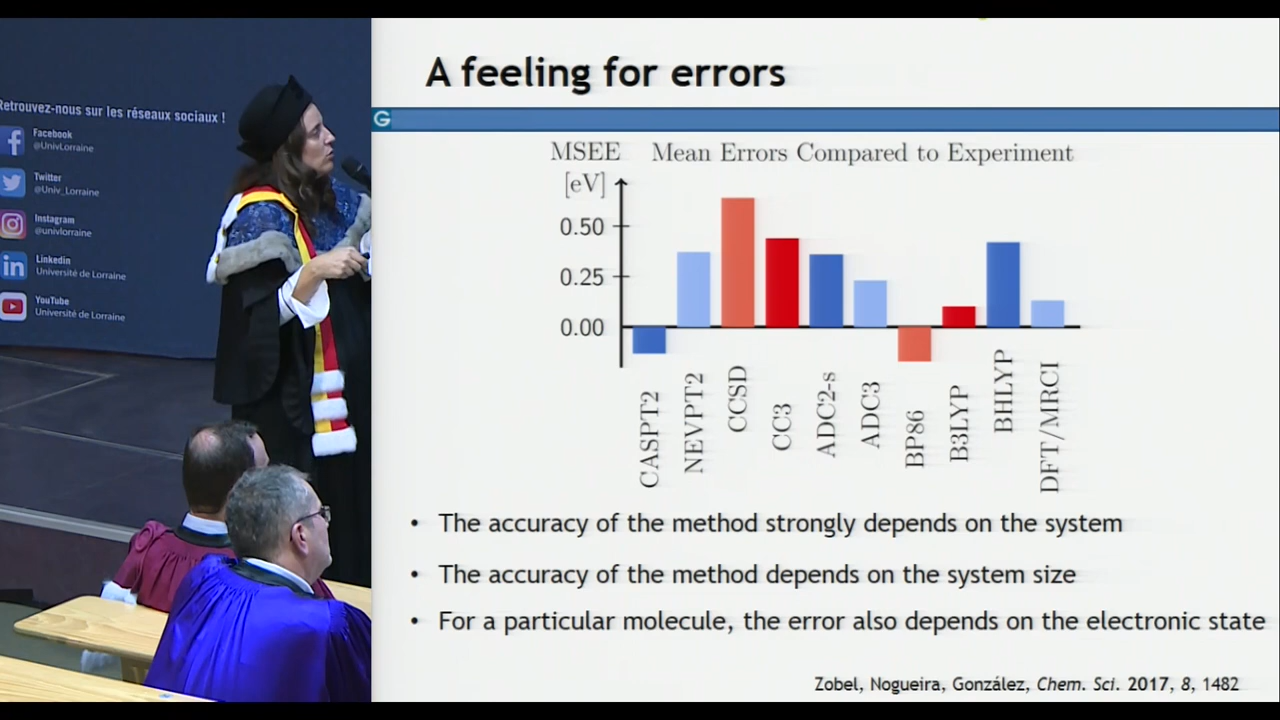 Retrouvez-nous sur les réseaux sociaux !
Facebook
@UnivLorraine
Twitter
@Univ_Lorraine
Instagram
@univlorraine
Linkedin
Université de Lorraine
YouTube
Université de Lorraine
A feeling for errors
G
MSEE Mean Errors Compared to Experiment
[eV]
0.50
0.25
0.00
CASPT2
NEVPT2
CCSD
CC3
ADC2-s
ADC3
BP86
B3LYP
BHLYP
DFT/MRCI
• The accuracy of the method strongly depends on the system
• The accuracy of the method depends on the system size
• For a particular molecule, the error also depends on the electronic state
Zobel, Nogueira, González, Chem. Sci. 2017, 8, 1482